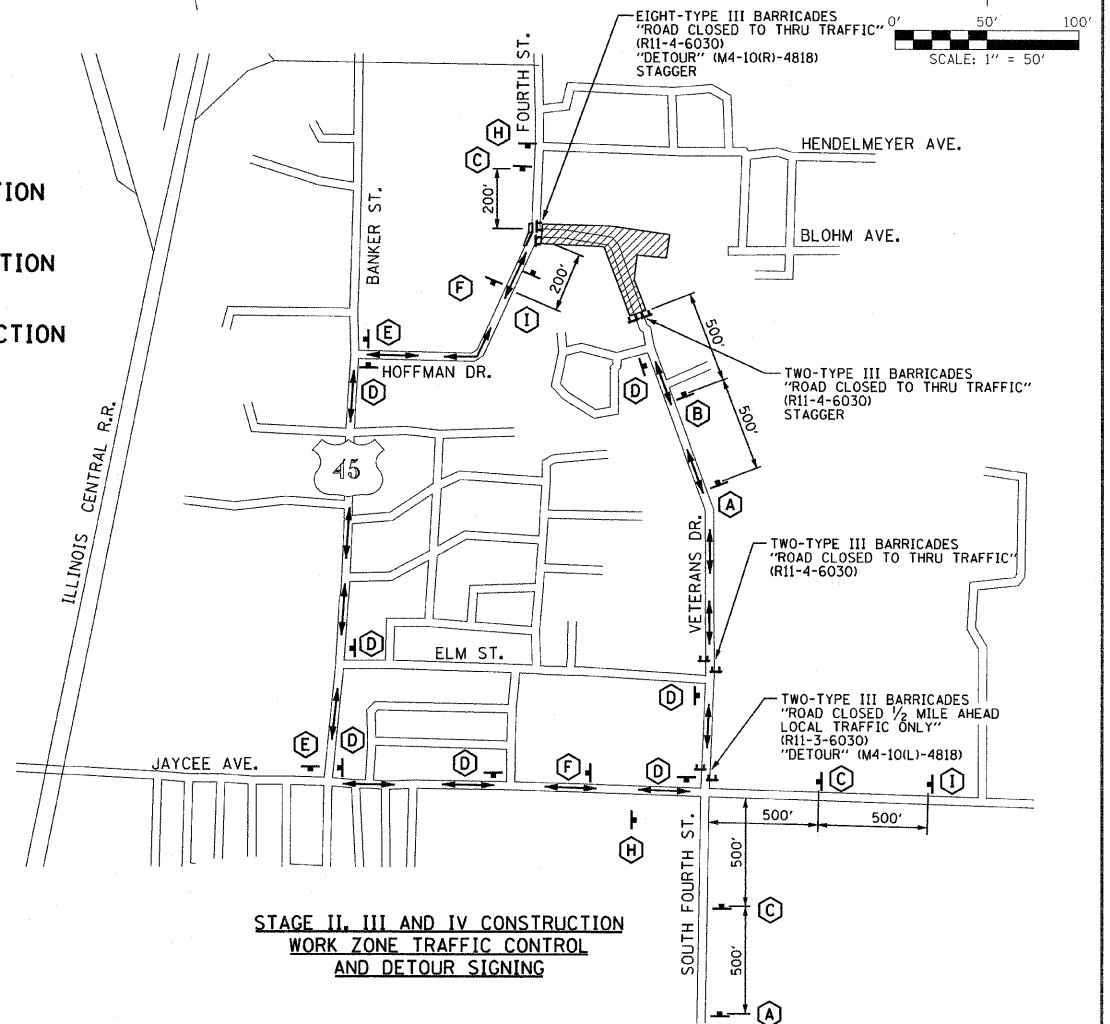 EIGHT-TYPE III BARRICADES
"ROAD CLOSED TO THRU TRAFFIC"
(R11-4-6030)
"DETOUR" (M4-10(R)-4818)
STAGGER
0' 50' 100'
SCALE: 1" = 50'
FOURTH ST.
H
HENDELMEYER AVE.
C
TION
200'
BANKER ST.
BLOHM AVE.
TION
F
200'
I
CTION
E
500'
HOFFMAN DR.
D
D
TWO-TYPE III BARRICADES
"ROAD CLOSED TO THRU TRAFFIC"
(R11-4-6030)
STAGGER
B
500'
45
A
ILLINOIS CENTRAL R.R.
VETERANS DR.
TWO-TYPE III BARRICADES
"ROAD CLOSED TO THRU TRAFFIC"
(R11-4-6030)
D
ELM ST.
D
TWO-TYPE III BARRICADES
"ROAD CLOSED 1/2 MILE AHEAD
LOCAL TRAFFIC ONLY"
(R11-3-6030)
"DETOUR" (M4-10(L)-4818)
JAYCEE AVE.
E
D
D
F
D
C
I
500'
500'
H
SOUTH FOURTH ST.
500'
C
500'
A
STAGE II, III AND IV CONSTRUCTION
WORK ZONE TRAFFIC CONTROL
AND DETOUR SIGNING